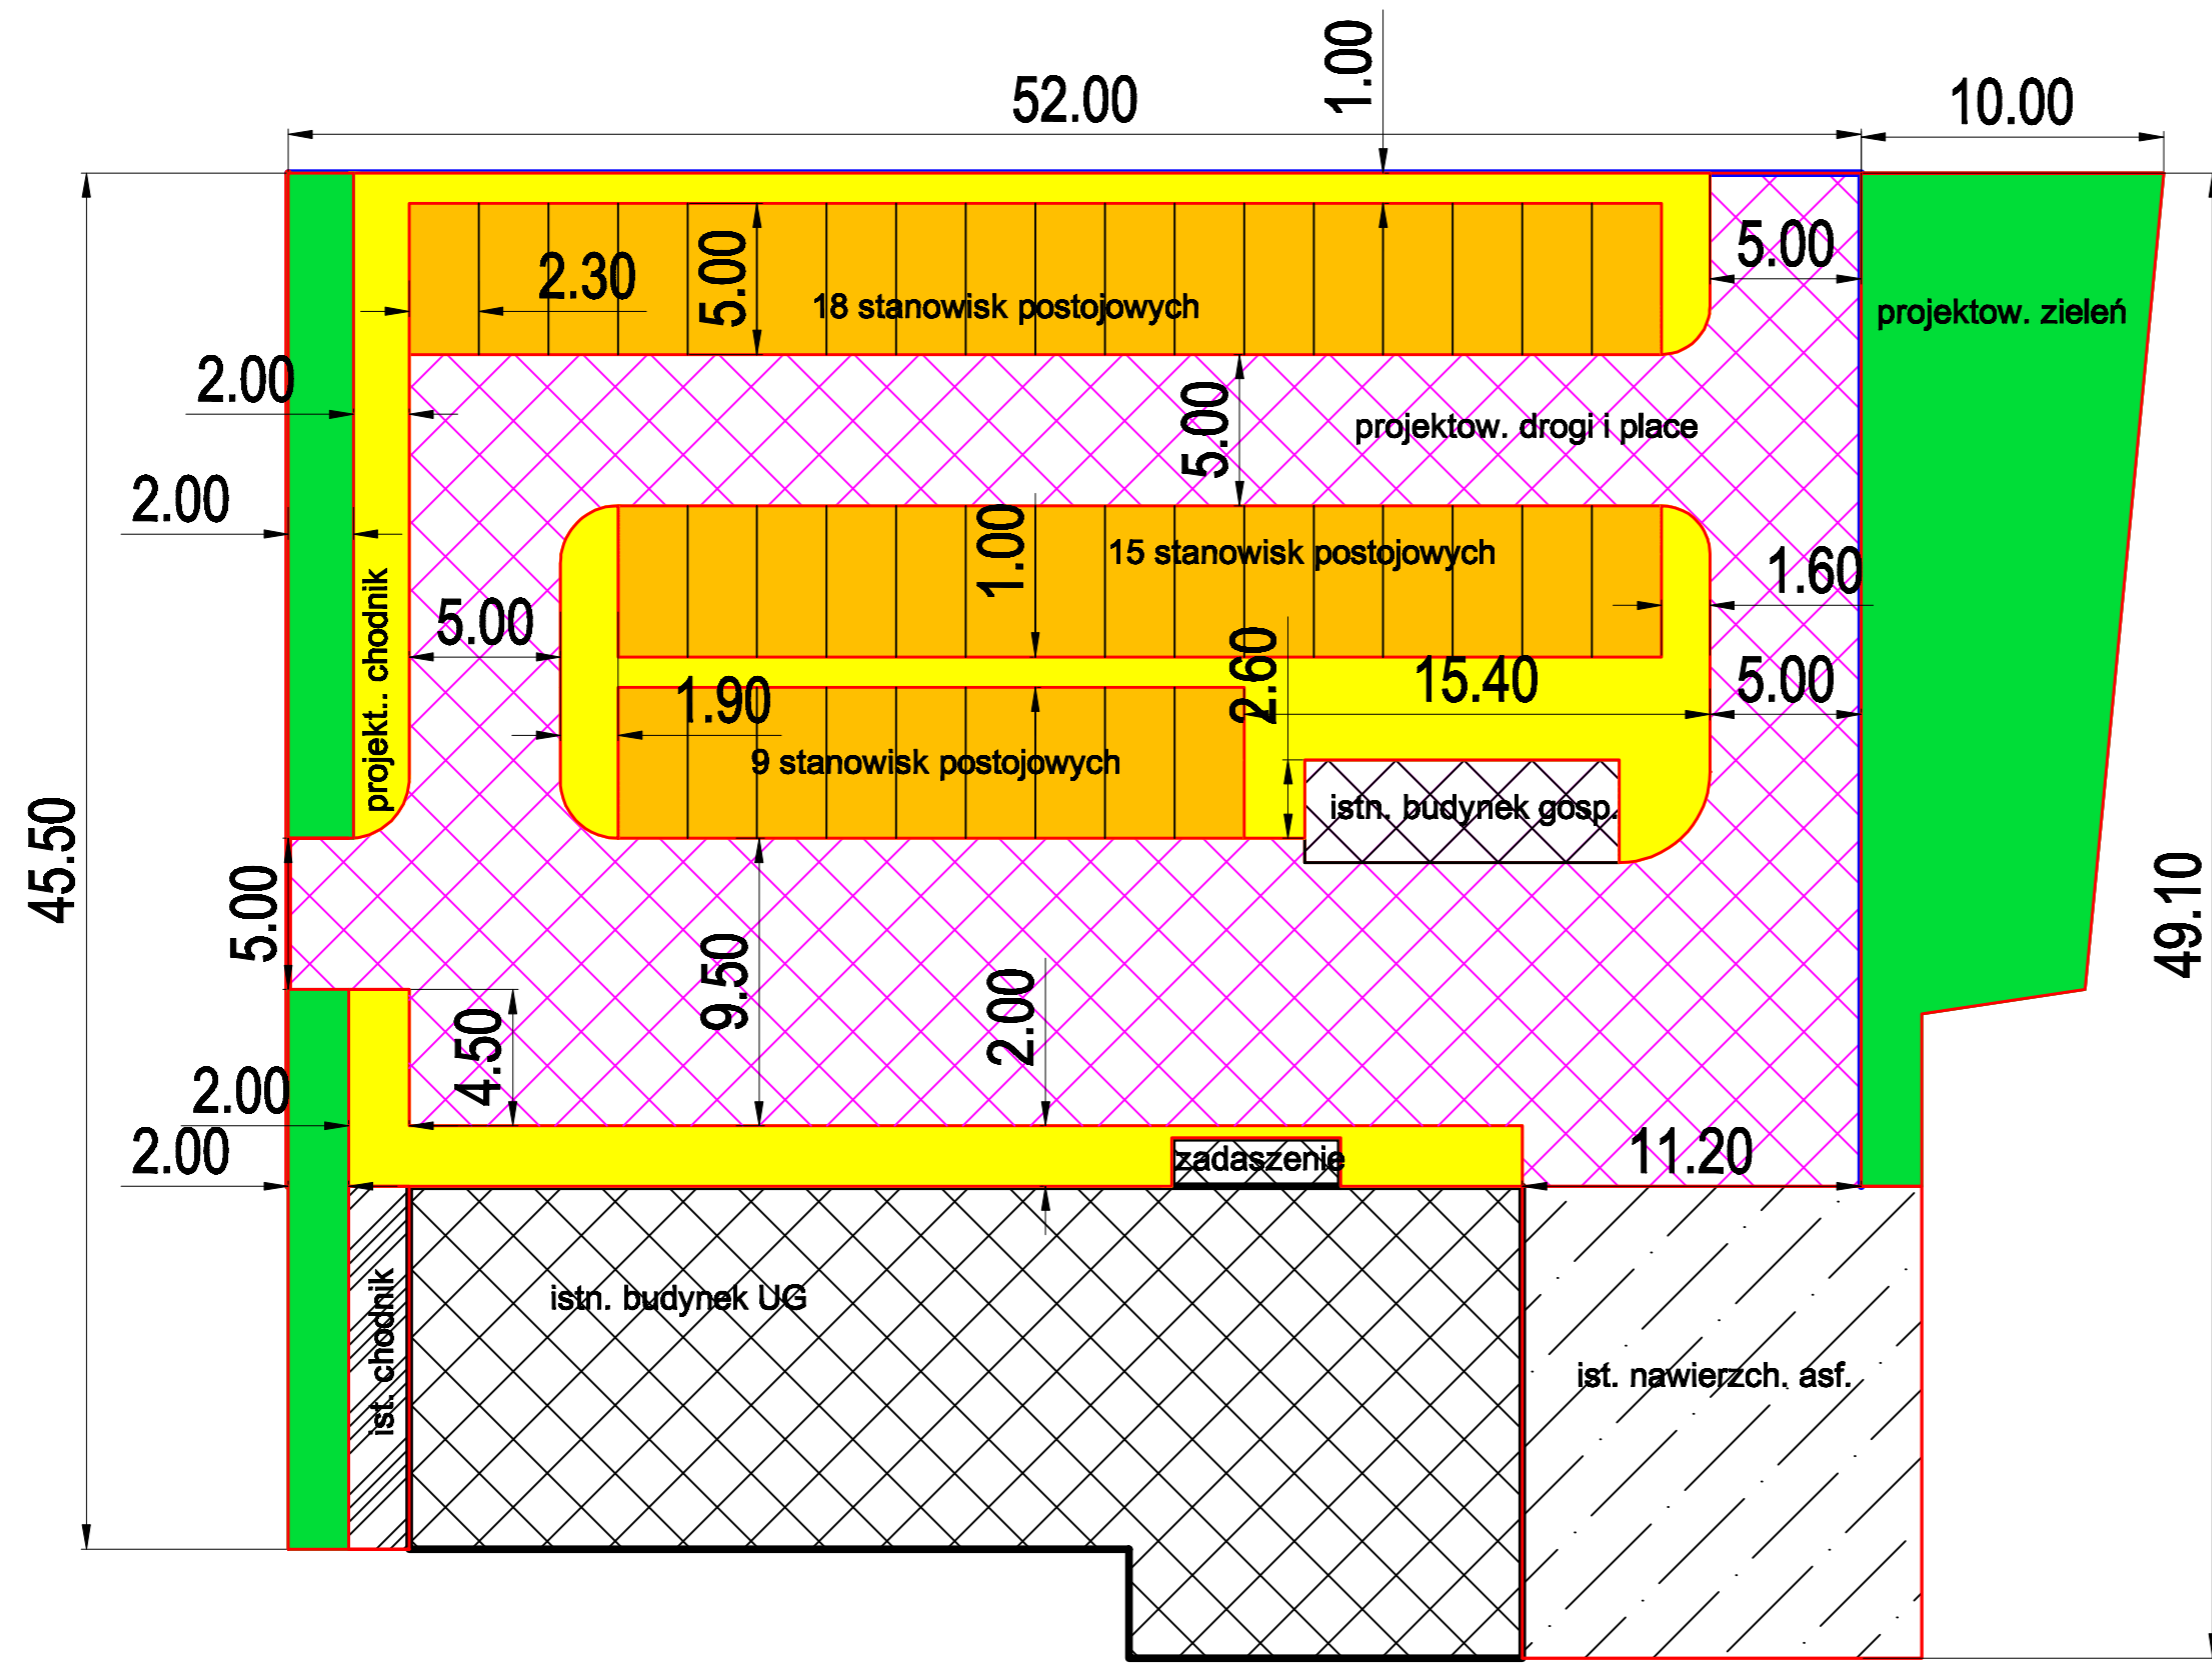 1.00
52.00
10.00
5.00
2.30
5.00
18 stanowisk postojowych
projektow. zieleń
2.00
5.00
projektow. drogi i place
2.00
1.00
15 stanowisk postojowych
1.60
projekt.. chodnik
5.00
2.60
15.40
5.00
1.90
9 stanowisk postojowych
istn. budynek gosp.
45.50
5.00
49.10
9.50
2.00
4.50
2.00
2.00
zadaszenie
11.20
istn. budynek UG
ist. chodnik
ist. nawierzch. asf.